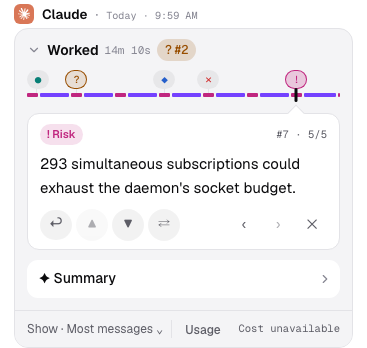 Claude · Today · 9:59 AM
Worked 14m 10s ? #2
? !
! Risk #7 · 5/5
293 simultaneous subscriptions could
exhaust the daemon's socket budget.
Summary
Show · Most messages Usage Cost unavailable